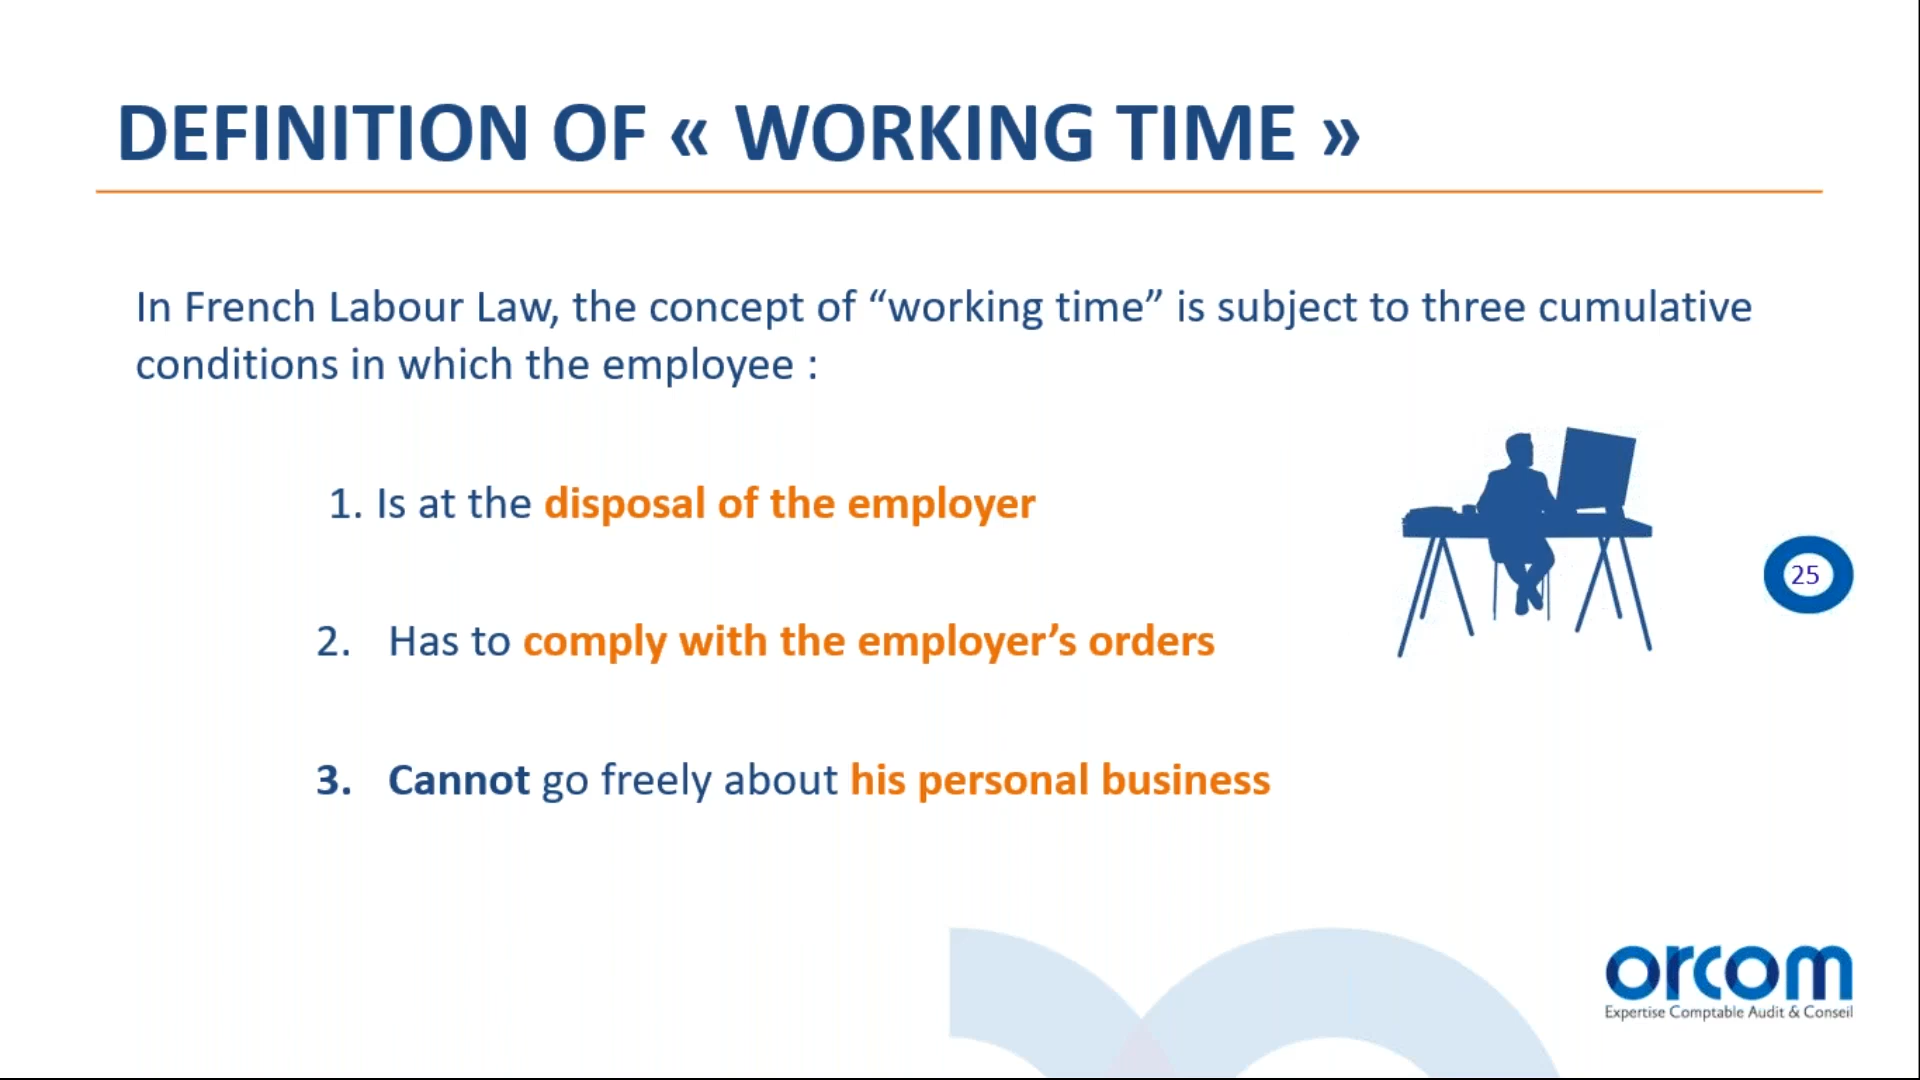 DEFINITION OF « WORKING TIME »
In French Labour Law, the concept of “working time” is subject to three cumulative
conditions in which the employee :
1. Is at the disposal of the employer
25
2. Has to comply with the employer’s orders
3. Cannot go freely about his personal business
orcom
Expertise Comptable Audit & Conseil